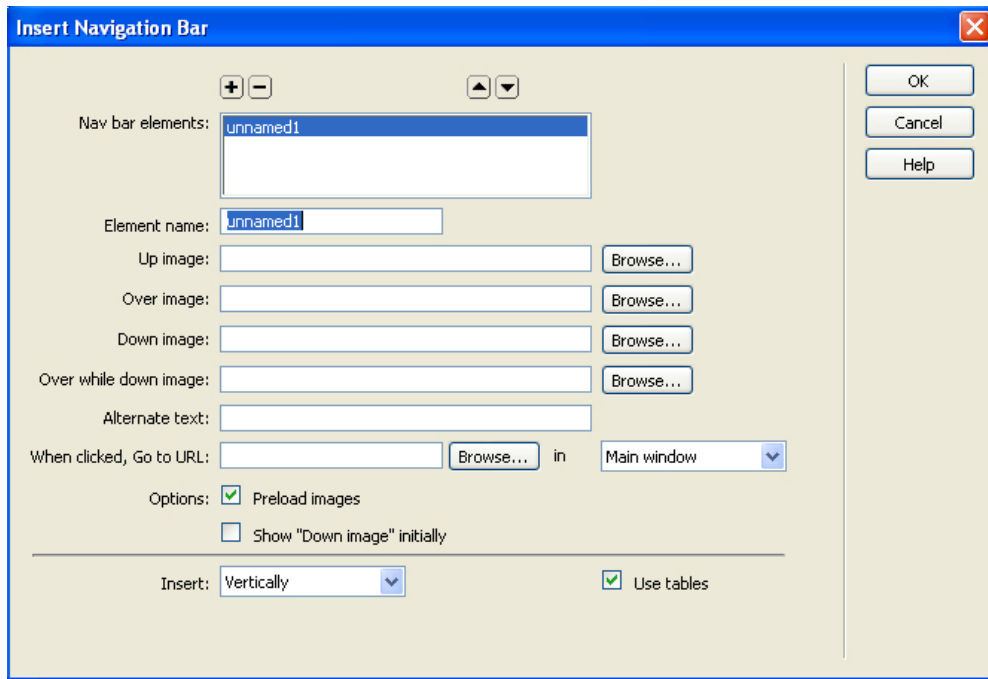 Insert Navigation Bar
OK
Nav bar elements: unnamed1
Cancel
Help
Element name: unnamed1
Up image: Browse...
Over image: Browse...
Down image: Browse...
Over while down image: Browse...
Alternate text:
When clicked, Go to URL: Browse... in Main window
Options: Preload images
Show "Down image" initially
Insert: Vertically Use tables